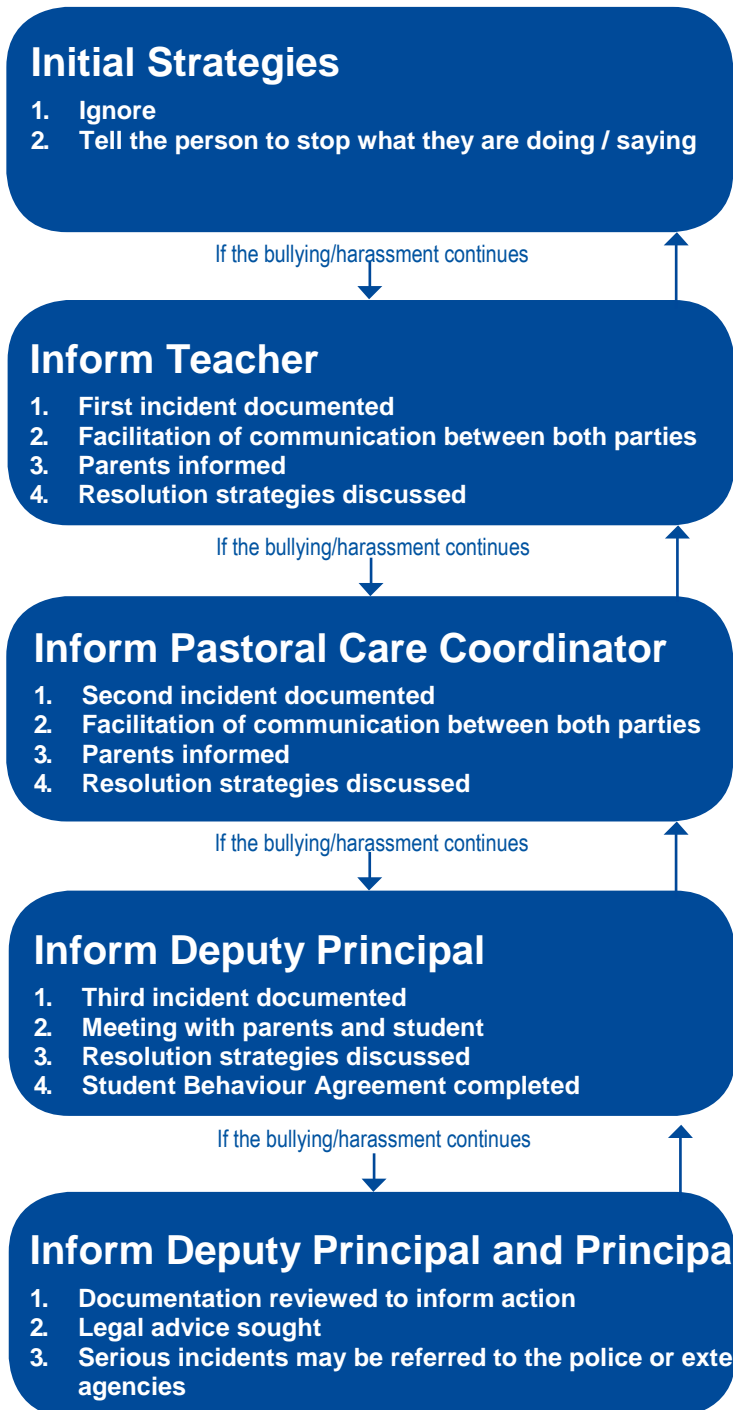 Initial Strategies
1. Ignore
2. Tell the person to stop what they are doing / saying
If the bullying/harassment continues
Inform Teacher
1. First incident documented
2. Facilitation of communication between both parties
3. Parents informed
4. Resolution strategies discussed
If the bullying/harassment continues
Inform Pastoral Care Coordinator
1. Second incident documented
2. Facilitation of communication between both parties
3. Parents informed
4. Resolution strategies discussed
If the bullying/harassment continues
Inform Deputy Principal
1. Third incident documented
2. Meeting with parents and student
3. Resolution strategies discussed
4. Student Behaviour Agreement completed
If the bullying/harassment continues
Inform Deputy Principal and Principa
1. Documentation reviewed to inform action
2. Legal advice sought
3. Serious incidents may be referred to the police or exte
agencies